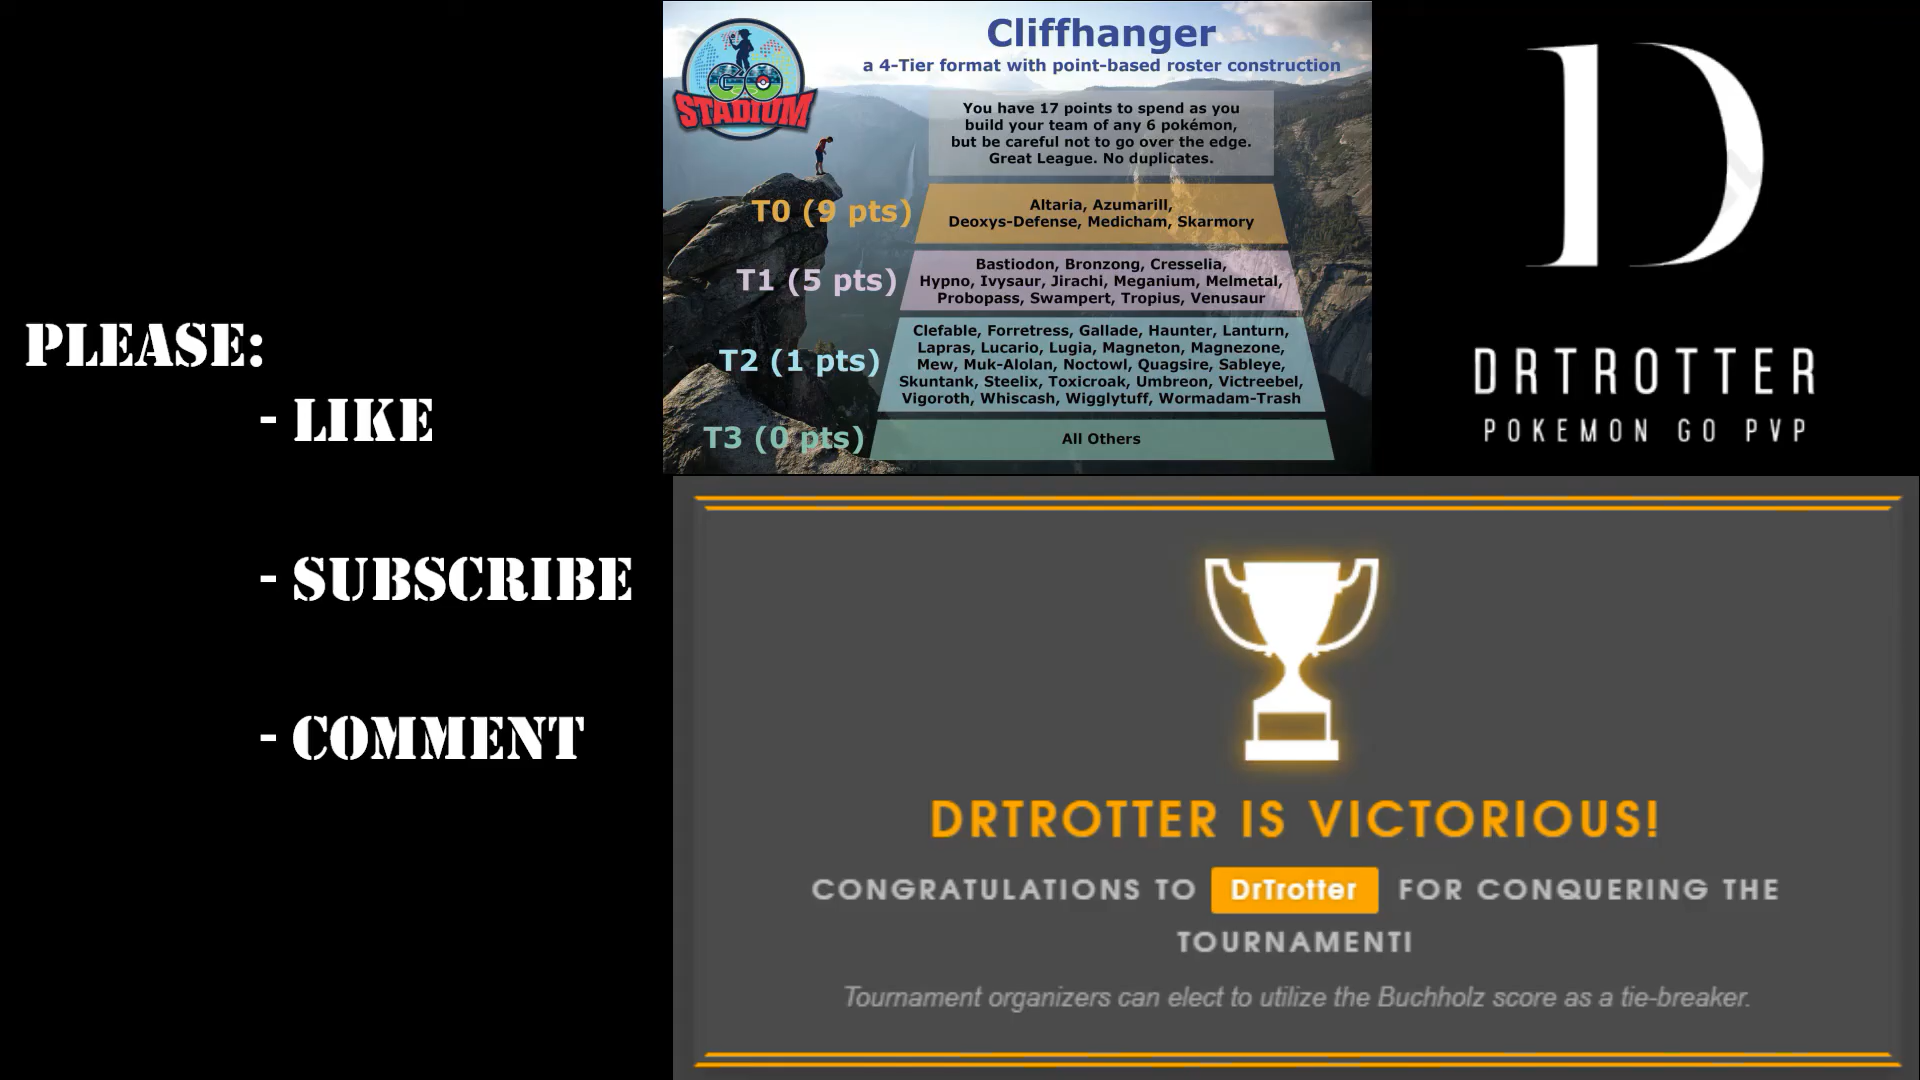 PLEASE:
- LIKE
- SUBSCRIBE
- COMMENT
GO
STADIUM
Cliffhanger
a 4-Tier format with point-based roster construction
You have 17 points to spend as you
build your team of any 6 pokémon,
but be careful not to go over the edge.
Great League. No duplicates.
T0 (9 pts)
Altaria, Azumarill,
Deoxys-Defense, Medicham, Skarmory
T1 (5 pts)
Bastiodon, Bronzong, Cresselia,
Hypno, Ivysaur, Jirachi, Meganium, Melmetal,
Probopass, Swampert, Tropius, Venusaur
T2 (1 pts)
Clefable, Forretress, Gallade, Haunter, Lanturn,
Lapras, Lucario, Lugia, Magneton, Magnezone,
Mew, Muk-Alolan, Noctowl, Quagsire, Sableye,
Skuntank, Steelix, Toxicroak, Umbreon, Victreebel,
Vigoroth, Whiscash, Wigglytuff, Wormadam-Trash
T3 (0 pts)
All Others
D
DRTROTTER
POKEMON GO PVP
DRTROTTER IS VICTORIOUS!
CONGRATULATIONS TO DrTrotter FOR CONQUERING THE
TOURNAMENT!
Tournament organizers can elect to utilize the Buchholz score as a tie-breaker.